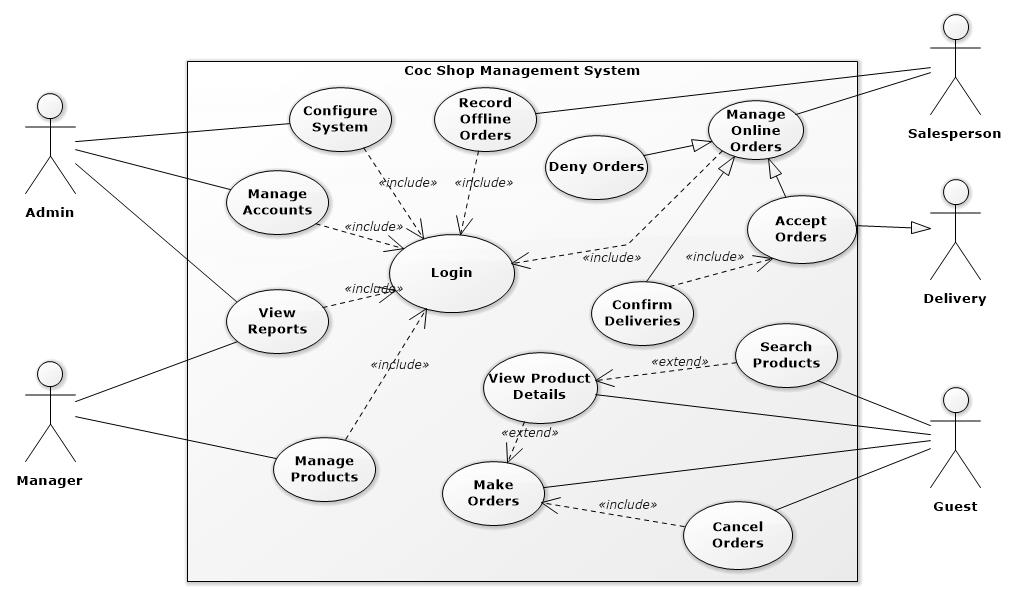 Coc Shop Management System
Configure
System
Record
Offline
Orders
Manage
Online
Orders
Salesperson
Deny Orders
Admin
«include»
«include»
Manage
Accounts
«include»
Accept
Orders
«include»
«include»
Login
«include»
Delivery
View
Reports
Confirm
Deliveries
«include»
Search
Products
«extend»
View Product
Details
Manager
«extend»
Manage
Products
Make
Orders
«include»
Guest
Cancel
Orders